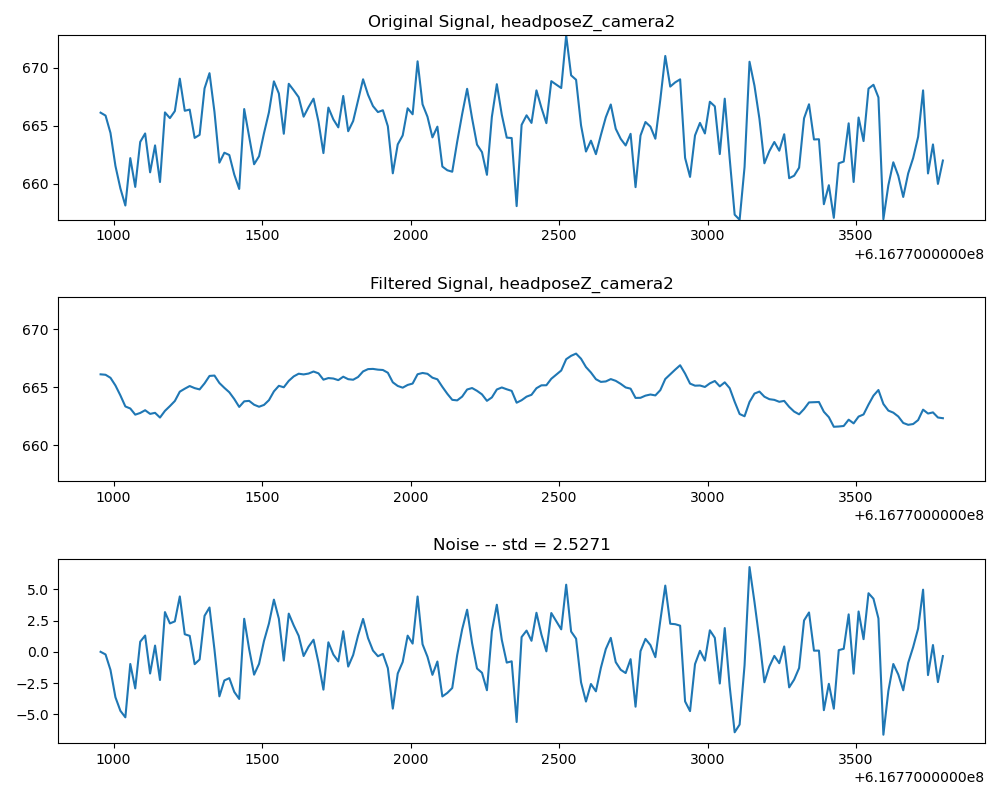 Original Signal, headposeZ_camera2
670
665
660
1000 1500 2000 2500 3000 3500
+6.1677000000e8
Filtered Signal, headposeZ_camera2
670
665
660
1000 1500 2000 2500 3000 3500
+6.1677000000e8
Noise -- std = 2.5271
5.0
2.5
0.0
−2.5
−5.0
1000 1500 2000 2500 3000 3500
+6.1677000000e8